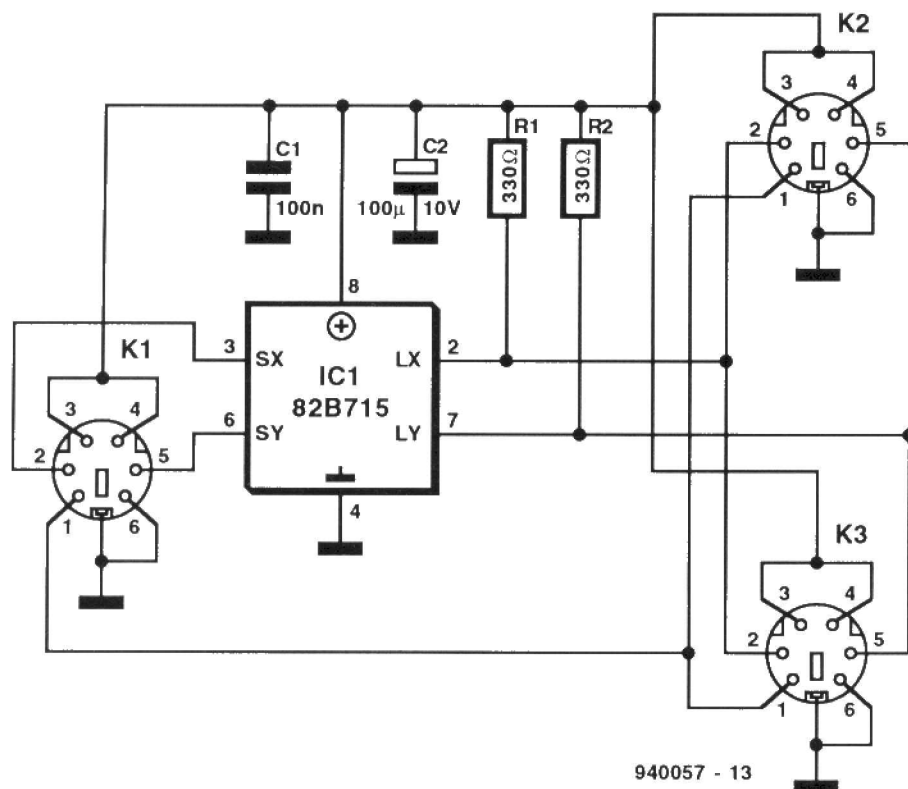 K2
3 4
2 5
1 6
C1
100n
C2
100µ 10V
R1
330Ω
R2
330Ω
8
K1
3 4
2 5
1 6
3 SX LX 2
IC1
82B715
6 SY LY 7
4
K3
3 4
2 5
1 6
940057 - 13